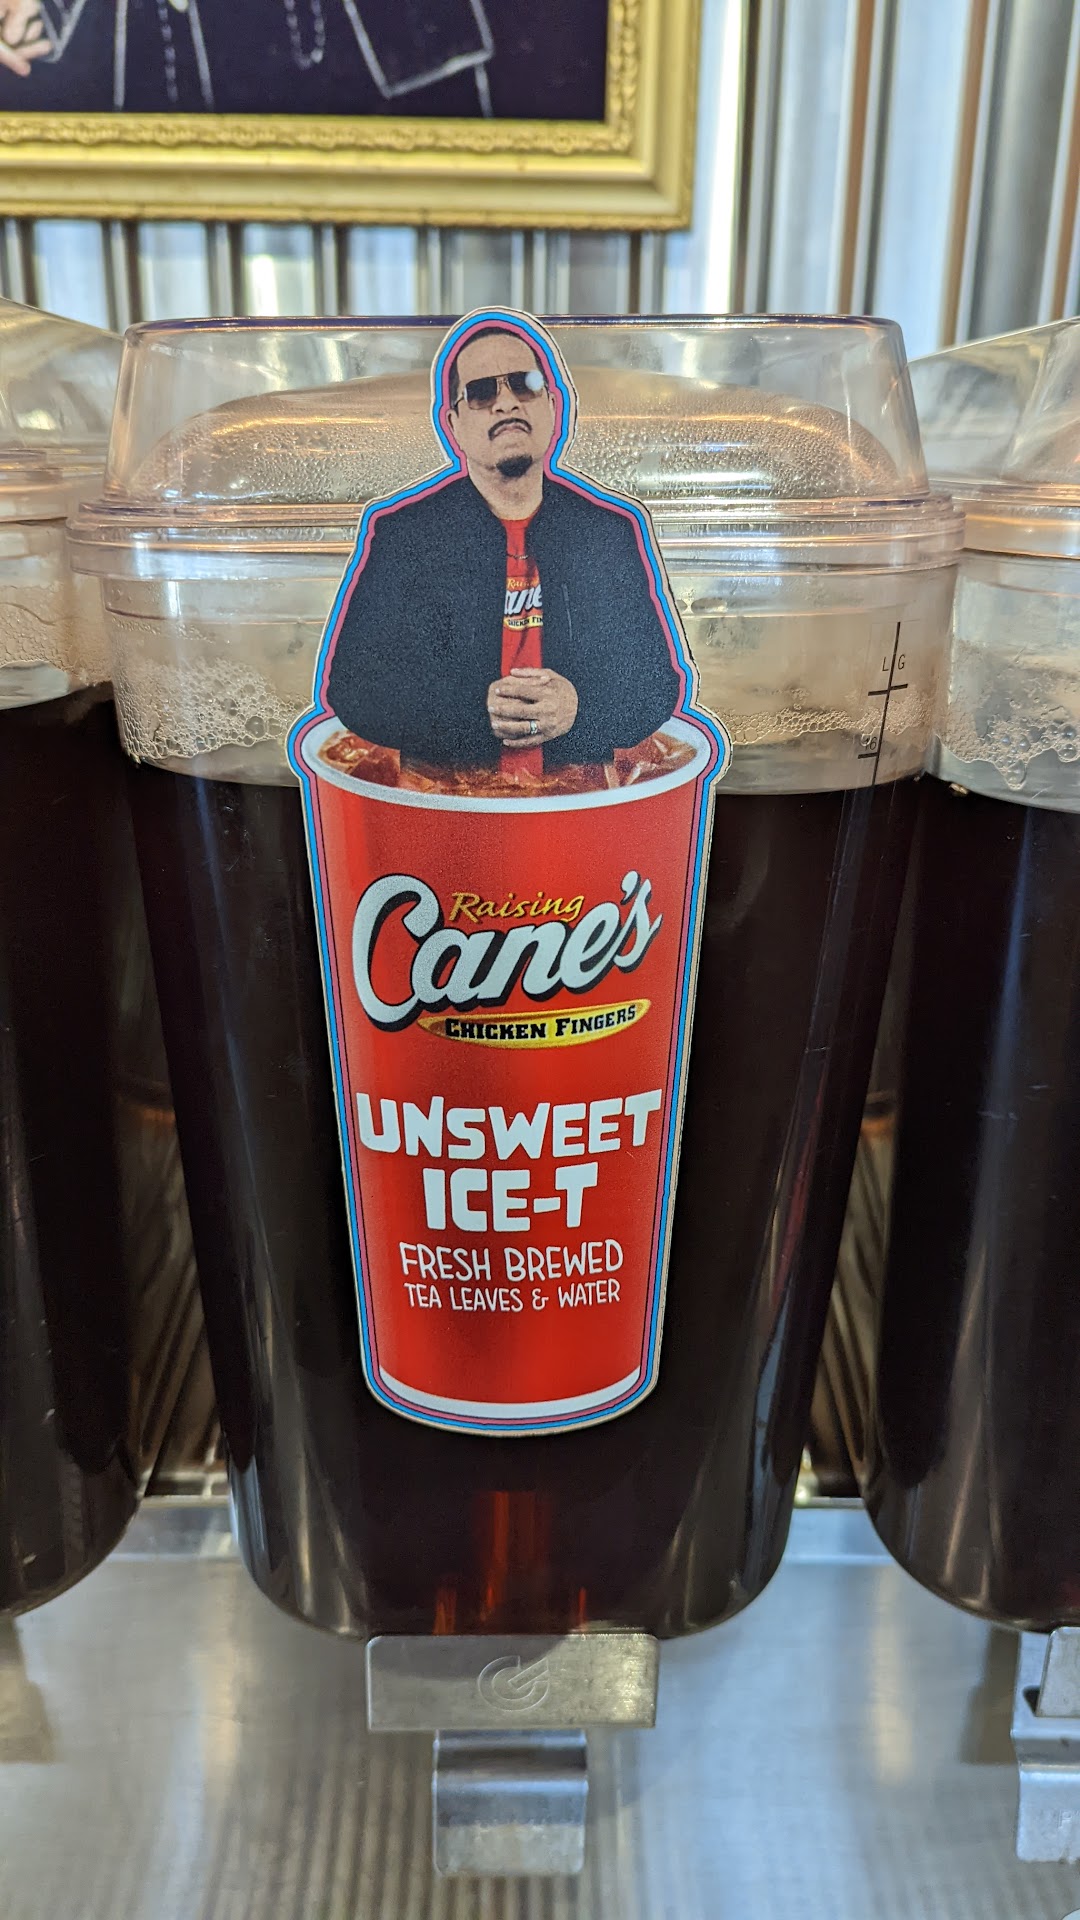 Raising
Cane's
CHICKEN FINGERS
L G
UNSWEET
ICE-T
FRESH BREWED
TEA LEAVES & WATER